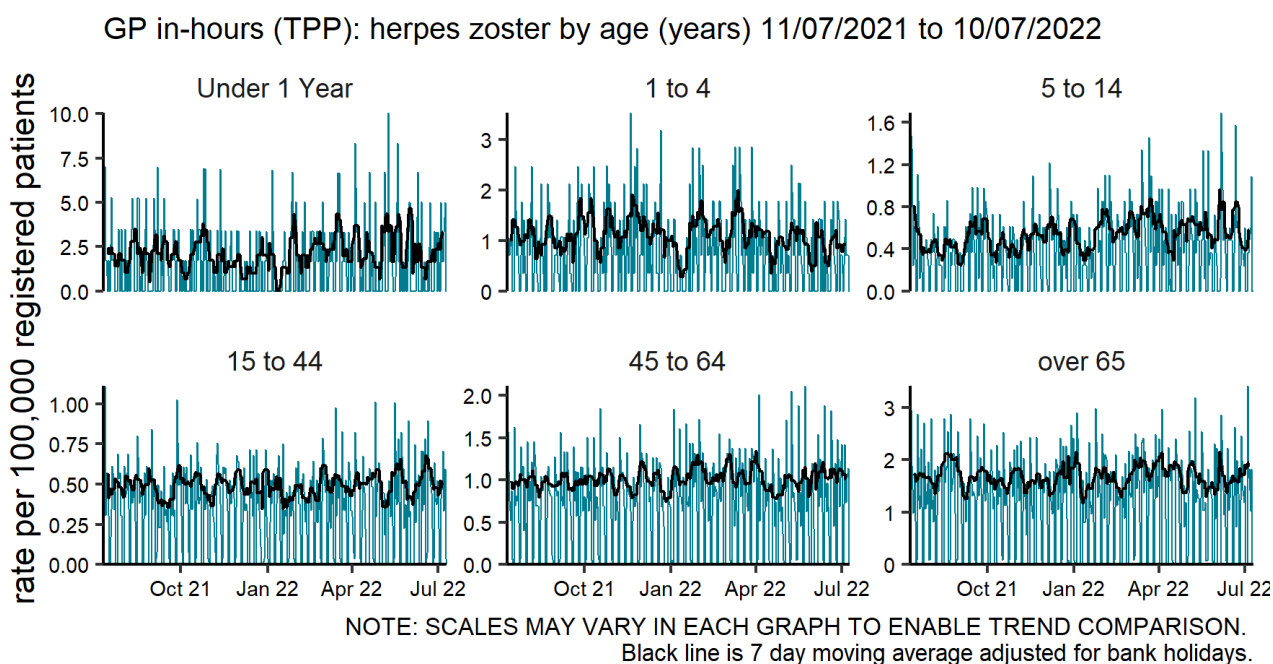 GP in-hours (TPP): herpes zoster by age (years) 11/07/2021 to 10/07/2022
rate per 100,000 registered patients
Under 1 Year
10.0
7.5
5.0
2.5
0.0
1 to 4
3
2
1
0
5 to 14
1.6
1.2
0.8
0.4
0.0
15 to 44
1.00
0.75
0.50
0.25
0.00
Oct 21 Jan 22 Apr 22 Jul 22
45 to 64
2.0
1.5
1.0
0.5
0.0
Oct 21 Jan 22 Apr 22 Jul 22
over 65
3
2
1
0
Oct 21 Jan 22 Apr 22 Jul 22
NOTE: SCALES MAY VARY IN EACH GRAPH TO ENABLE TREND COMPARISON.
Black line is 7 day moving average adjusted for bank holidays.